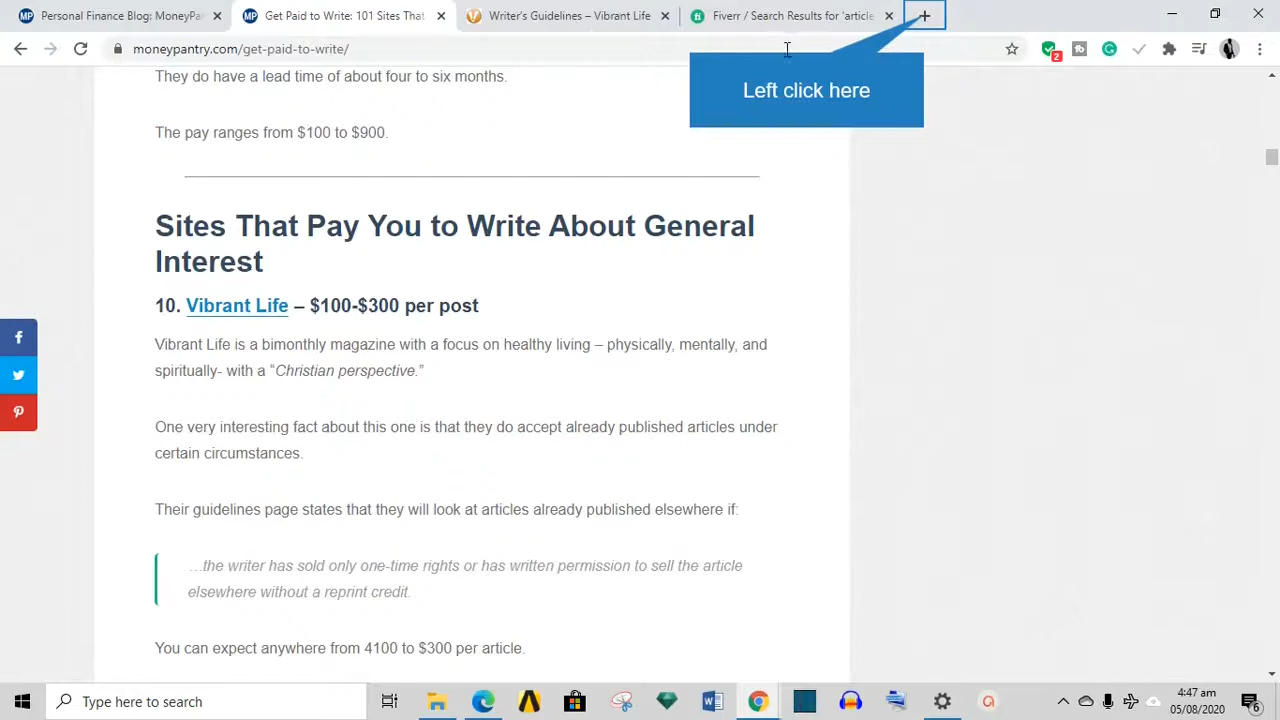 Personal Finance Blog: MoneyPa
Get Paid to Write: 101 Sites That
Writer's Guidelines – Vibrant Life
Fiverr / Search Results for 'article
moneypantry.com/get-paid-to-write/
2
Left click here
They do have a lead time of about four to six months.
The pay ranges from $100 to $900.
Sites That Pay You to Write About General
Interest
10. Vibrant Life – $100-$300 per post
Vibrant Life is a bimonthly magazine with a focus on healthy living – physically, mentally, and
spiritually- with a "Christian perspective."
One very interesting fact about this one is that they do accept already published articles under
certain circumstances.
Their guidelines page states that they will look at articles already published elsewhere if:
…the writer has sold only one-time rights or has written permission to sell the article
elsewhere without a reprint credit.
You can expect anywhere from 4100 to $300 per article.
Type here to search
4:47 am
05/08/2020
6